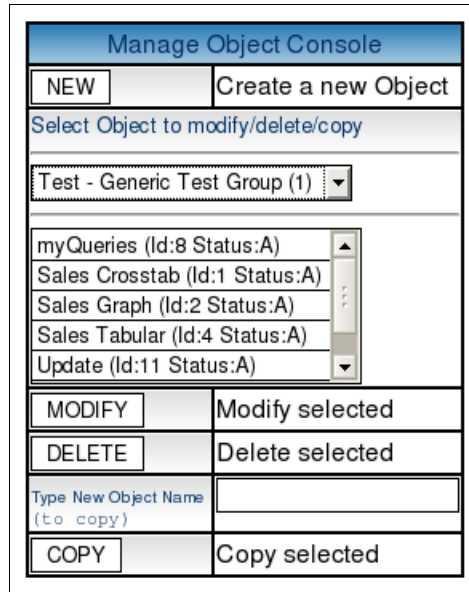 Manage Object Console
NEW Create a new Object
Select Object to modify/delete/copy
Test - Generic Test Group (1)
myQueries (Id:8 Status:A)
Sales Crosstab (Id:1 Status:A)
Sales Graph (Id:2 Status:A)
Sales Tabular (Id:4 Status:A)
Update (Id:11 Status:A)
MODIFY Modify selected
DELETE Delete selected
Type New Object Name
(to copy)
COPY Copy selected